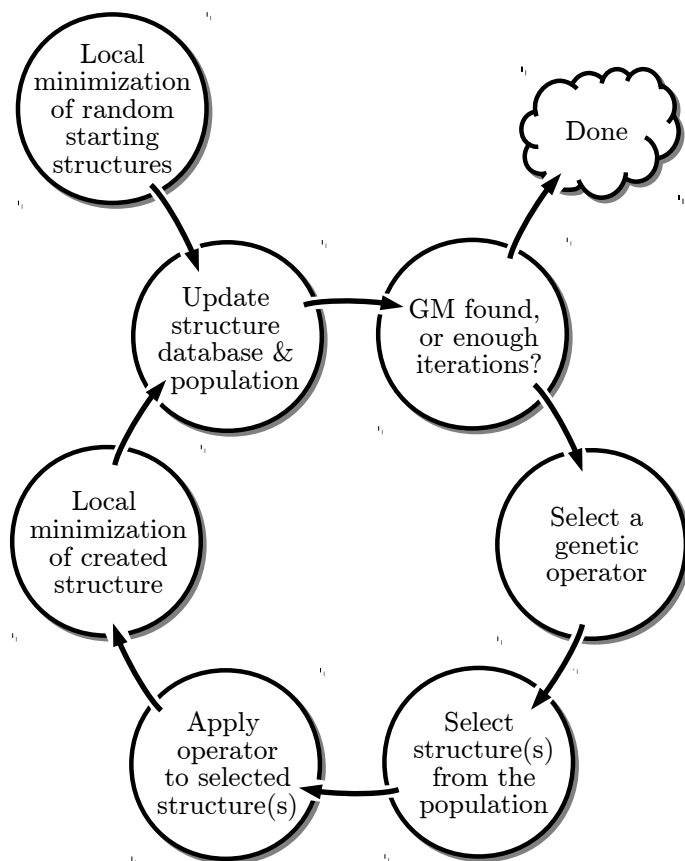 Local
minimization
of random
starting
structures
Done
Update
structure
database &
population
GM found,
or enough
iterations?
Select a
genetic
operator
Select
structure(s)
from the
population
Apply
operator
to selected
structure(s)
Local
minimization
of created
structure